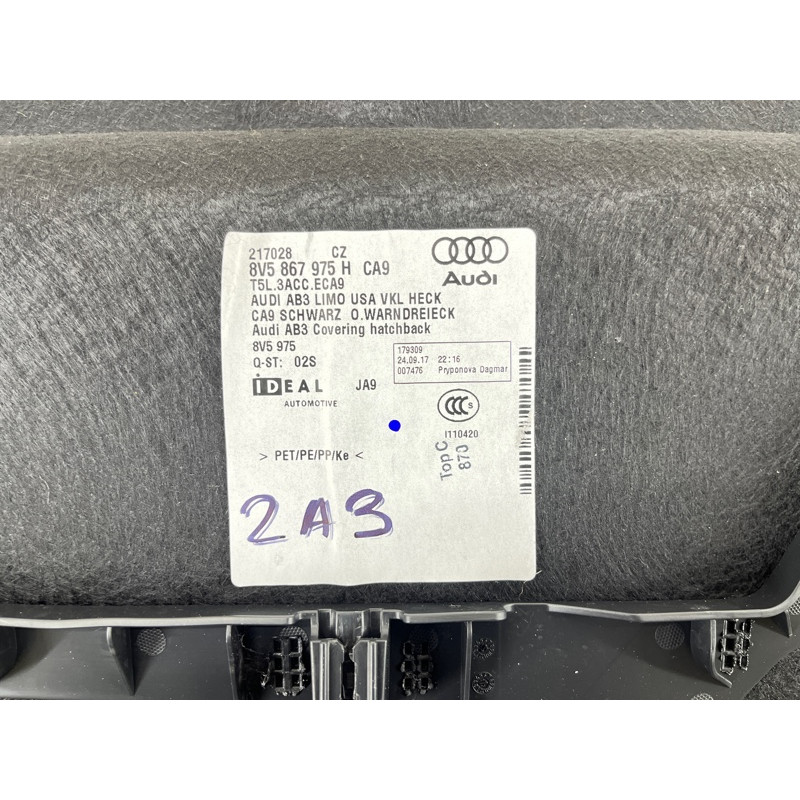 217028 CZ
8V5 867 975 H CA9
T5L.3ACC.ECA9
AUDI AB3 LIMO USA VKL HECK
CA9 SCHWARZ O.WARNDREIECK
Audi AB3 Covering hatchback
8V5 975
Q-ST: 02S
Audi
179309
24.09.17 22:16
007476 Pryponova Dagmar
iDEAL JA9
AUTOMOTIVE
CCC S
I110420
> PET/PE/PP/Ke <
TopC
870
2A3